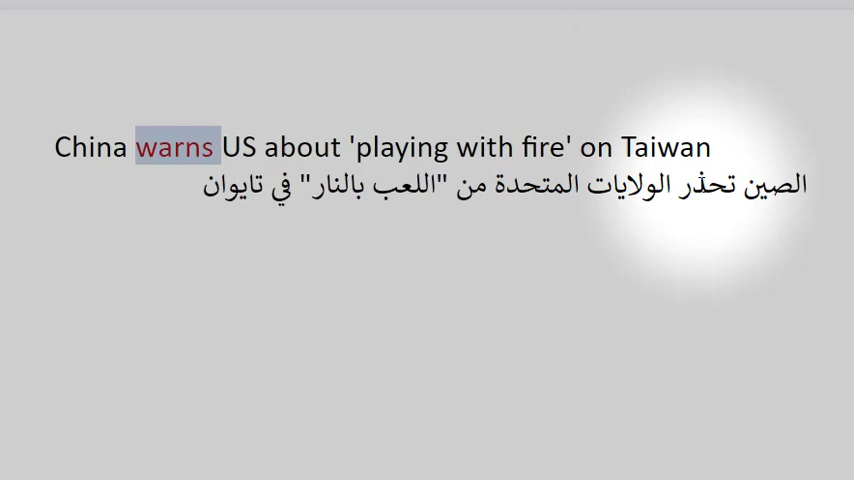 China warns US about 'playing with fire' on Taiwan
الصين تحذر الولايات المتحدة من "اللعب بالنار" في تايوان